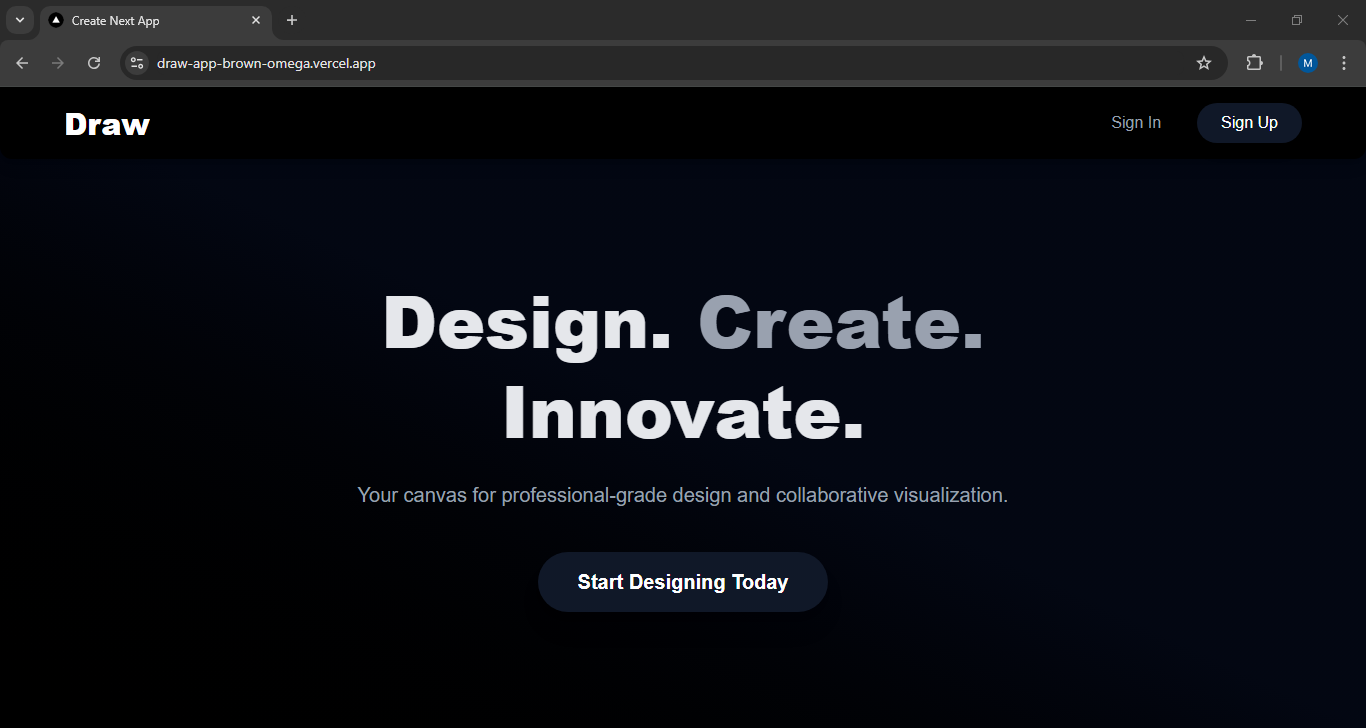 Create Next App
draw-app-brown-omega.vercel.app
M
Draw
Sign In
Sign Up
Design. Create.
Innovate.
Your canvas for professional-grade design and collaborative visualization.
Start Designing Today